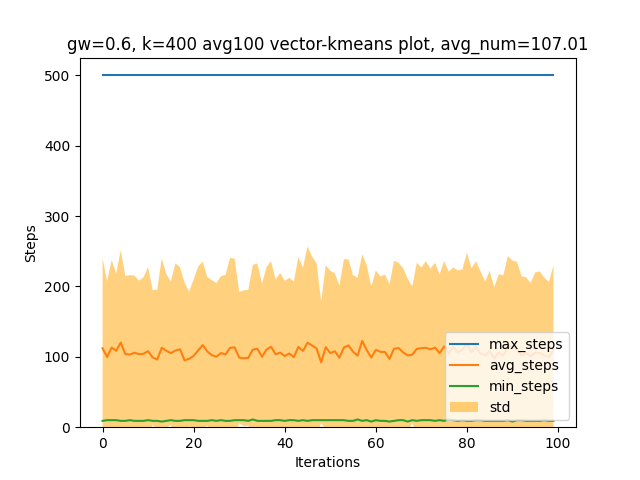 gw=0.6, k=400 avg100 vector-kmeans plot, avg_num=107.01
500
400
300
200
100
0
Steps
max_steps
avg_steps
min_steps
std
0 20 40 60 80 100
Iterations